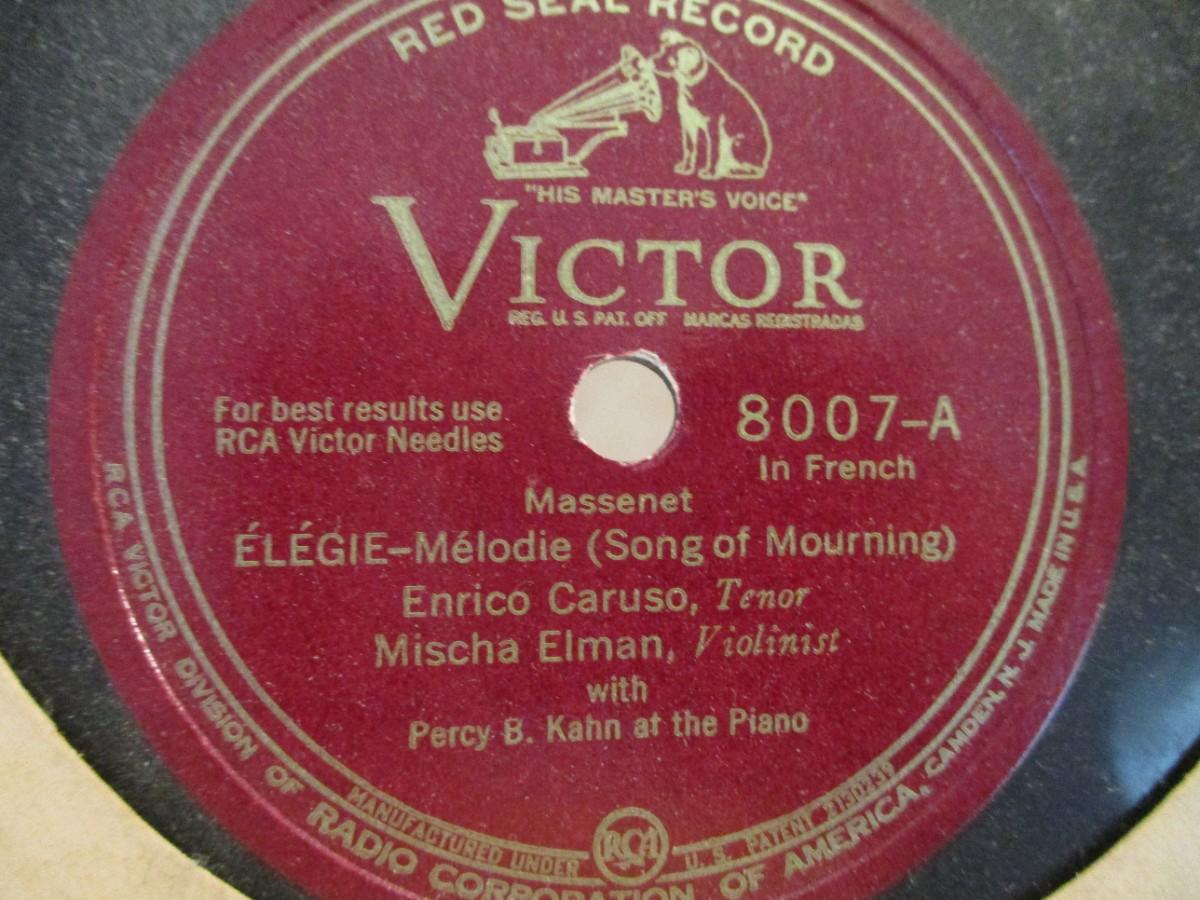 RED SEAL RECORD
"HIS MASTER'S VOICE"
VICTOR
REG. U. S. PAT. OFF MARCAS REGISTRADAS
For best results use
RCA Victor Needles
8007-A
In French
Massenet
ÉLÉGIE-Mélodie (Song of Mourning)
Enrico Caruso, Tenor
Mischa Elman, Violinist
with
Percy B. Kahn at the Piano
MANUFACTURED UNDER RCA U. S. PATENT 2130239
RCA VICTOR DIVISION OF RADIO CORPORATION OF AMERICA, CAMDEN, N. J. MADE IN U.S.A